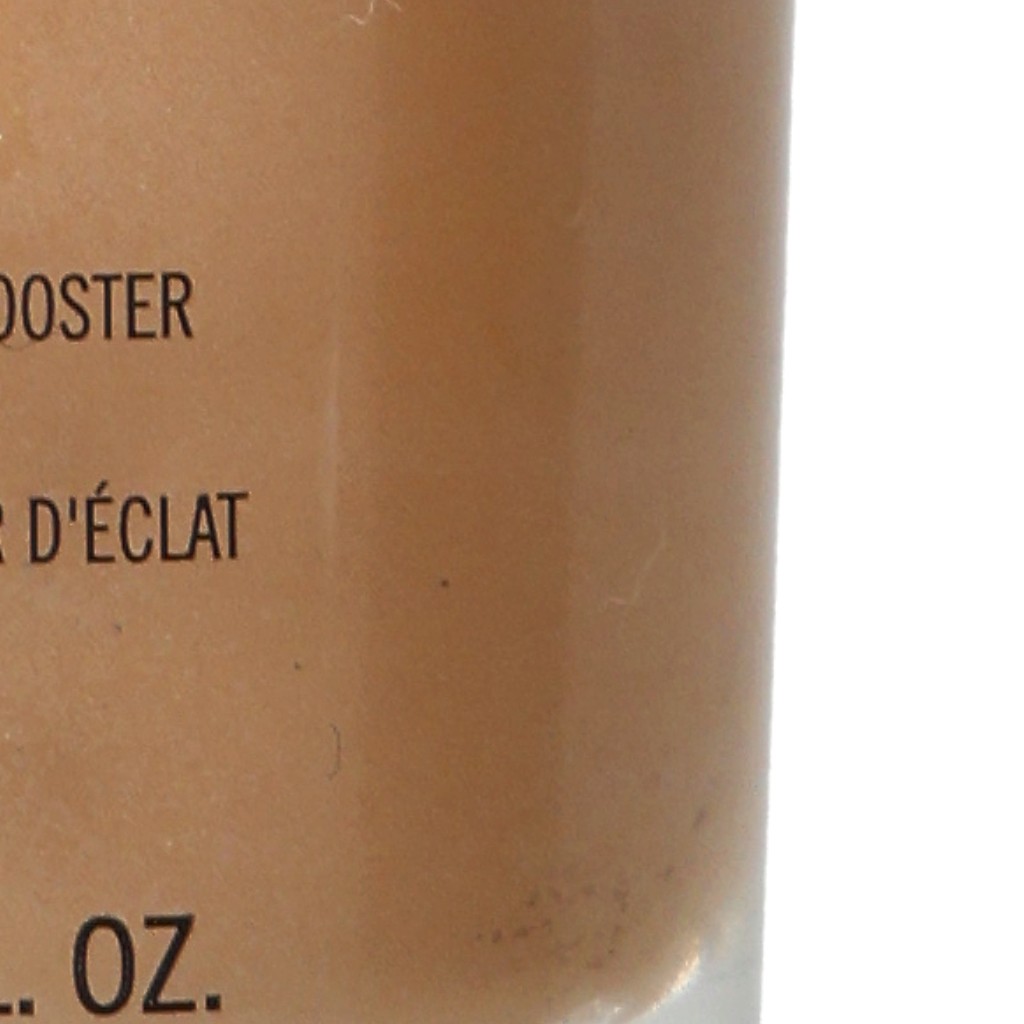 OOSTER
R D'ÉCLAT
L. OZ.